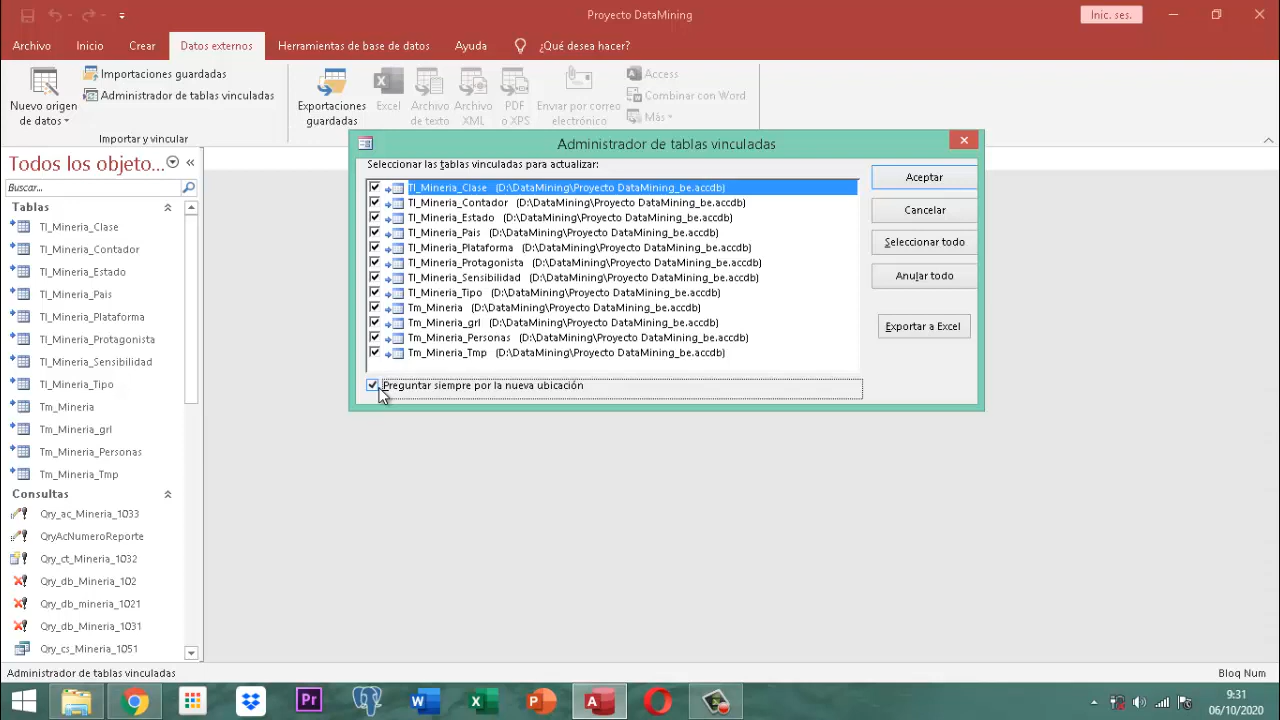 Proyecto DataMining
Inic. ses.
Archivo Inicio Crear Datos externos Herramientas de base de datos Ayuda ¿Qué desea hacer?
Nuevo origen de datos
Importaciones guardadas
Administrador de tablas vinculadas
Importar y vincular
Exportaciones guardadas
Excel
Archivo de texto
Archivo XML
PDF o XPS
Enviar por correo electrónico
Access
Combinar con Word
Más
Todos los objeto...
Buscar...
Tablas
Tl_Mineria_Clase
Tl_Mineria_Contador
Tl_Mineria_Estado
Tl_Mineria_Pais
Tl_Mineria_Plataforma
Tl_Mineria_Protagonista
Tl_Mineria_Sensibilidad
Tl_Mineria_Tipo
Tm_Mineria
Tm_Mineria_grl
Tm_Mineria_Personas
Tm_Mineria_Tmp
Consultas
Qry_ac_Mineria_1033
QryAcNumeroReporte
Qry_ct_Mineria_1032
Qry_db_Mineria_102
Qry_db_mineria_1021
Qry_db_Mineria_1031
Qry_cs_Mineria_1051
Administrador de tablas vinculadas
Seleccionar las tablas vinculadas para actualizar:
Tl_Mineria_Clase (D:\DataMining\Proyecto DataMining_be.accdb)
Tl_Mineria_Contador (D:\DataMining\Proyecto DataMining_be.accdb)
Tl_Mineria_Estado (D:\DataMining\Proyecto DataMining_be.accdb)
Tl_Mineria_Pais (D:\DataMining\Proyecto DataMining_be.accdb)
Tl_Mineria_Plataforma (D:\DataMining\Proyecto DataMining_be.accdb)
Tl_Mineria_Protagonista (D:\DataMining\Proyecto DataMining_be.accdb)
Tl_Mineria_Sensibilidad (D:\DataMining\Proyecto DataMining_be.accdb)
Tl_Mineria_Tipo (D:\DataMining\Proyecto DataMining_be.accdb)
Tm_Mineria (D:\DataMining\Proyecto DataMining_be.accdb)
Tm_Mineria_grl (D:\DataMining\Proyecto DataMining_be.accdb)
Tm_Mineria_Personas (D:\DataMining\Proyecto DataMining_be.accdb)
Tm_Mineria_Tmp (D:\DataMining\Proyecto DataMining_be.accdb)
Preguntar siempre por la nueva ubicación
Aceptar
Cancelar
Seleccionar todo
Anular todo
Exportar a Excel
Administrador de tablas vinculadas
Bloq Num
Pr
9:31
06/10/2020